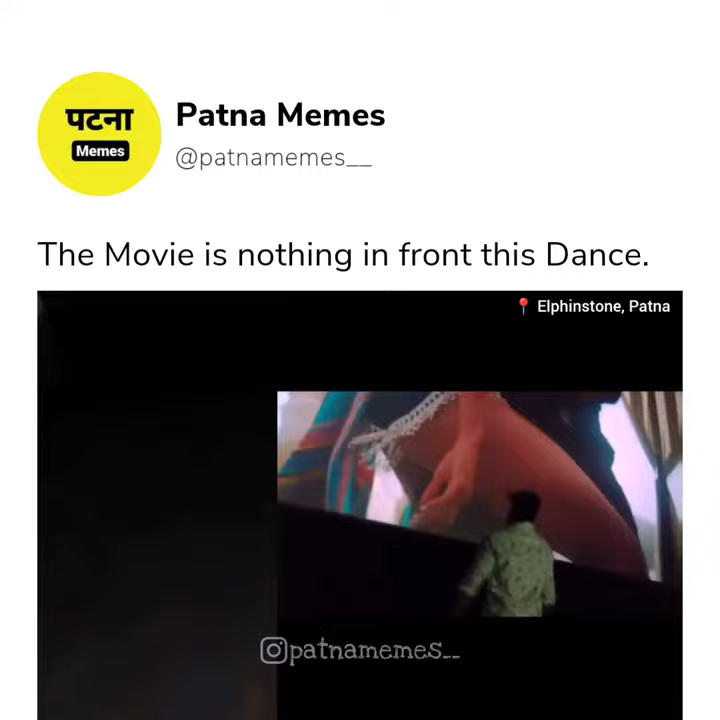 पटना
Memes
Patna Memes
@patnamemes__
The Movie is nothing in front this Dance.
📍 Elphinstone, Patna
patnamemes__